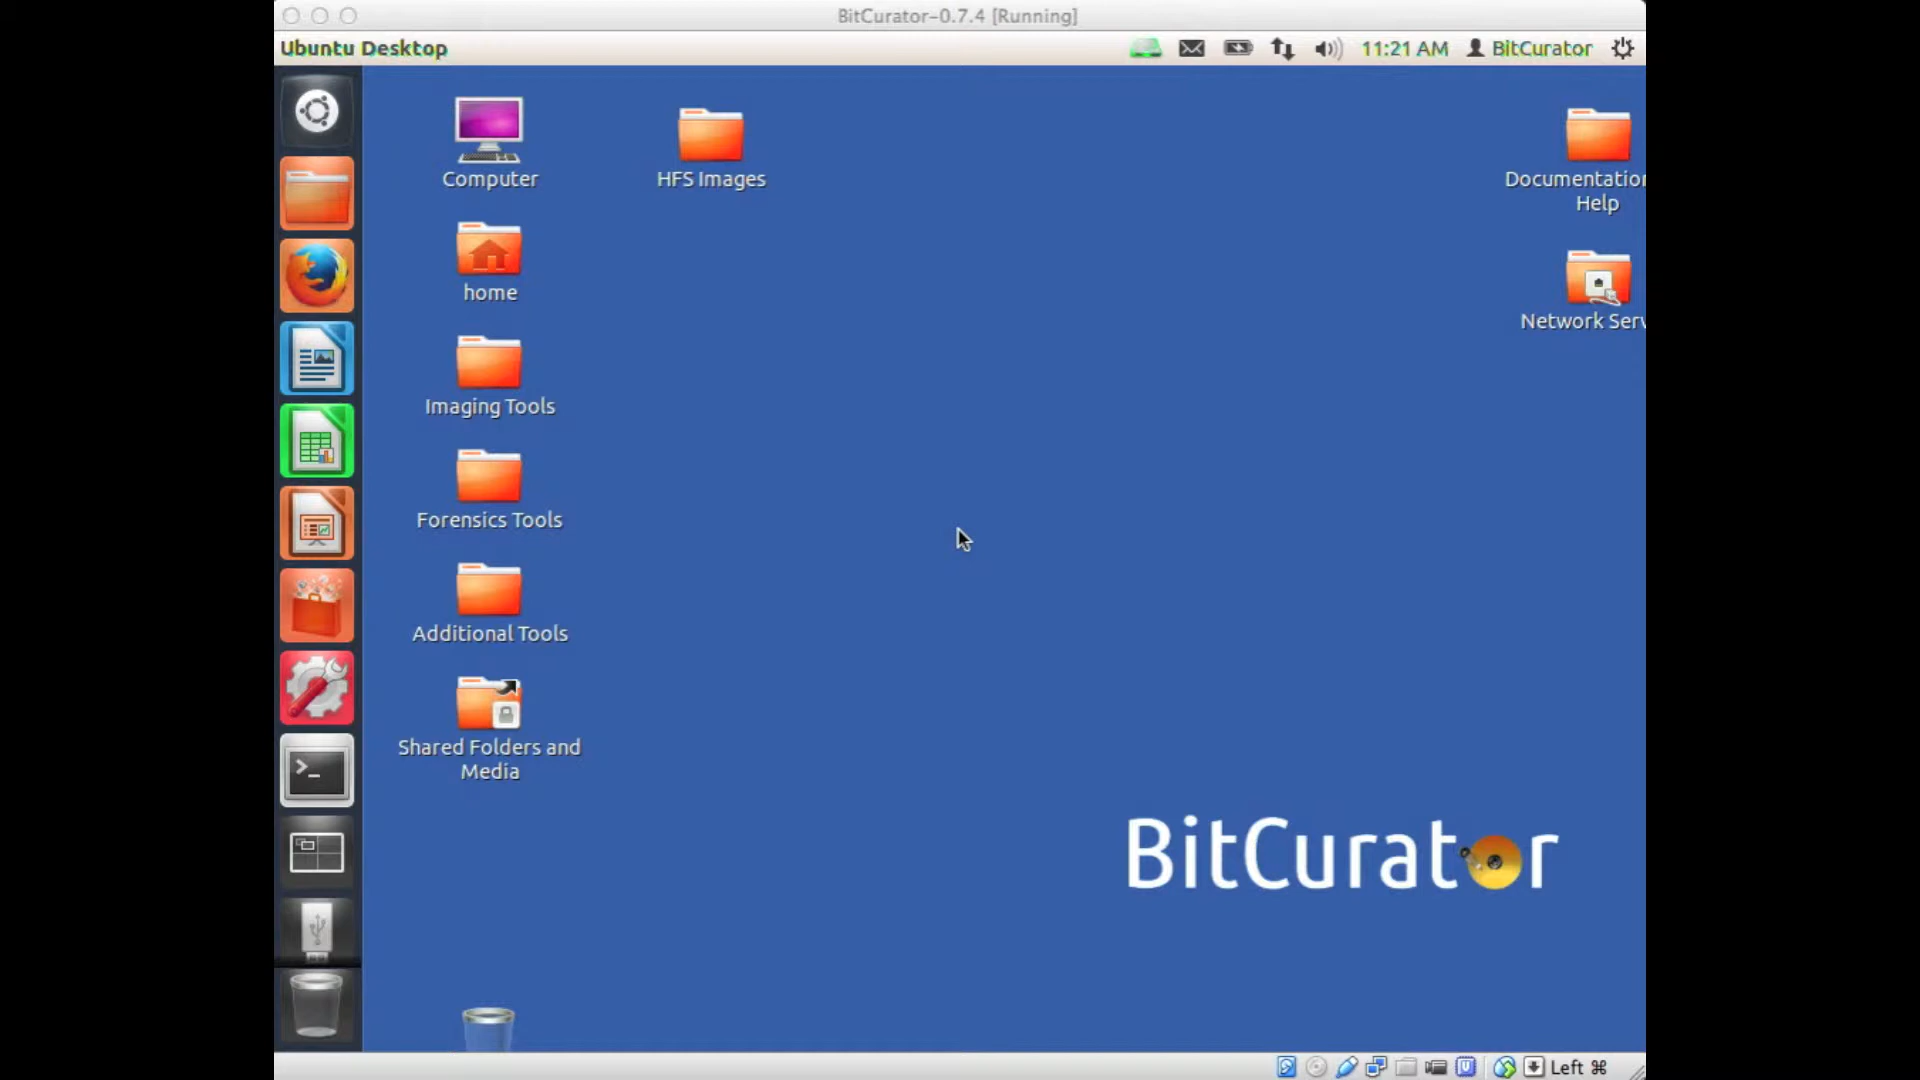 BitCurator-0.7.4 [Running]
Ubuntu Desktop
11:21 AM
BitCurator
Computer
HFS Images
Documentation
Help
home
Network Serv
Imaging Tools
Forensics Tools
Additional Tools
Shared Folders and
Media
BitCurator
Left ⌘